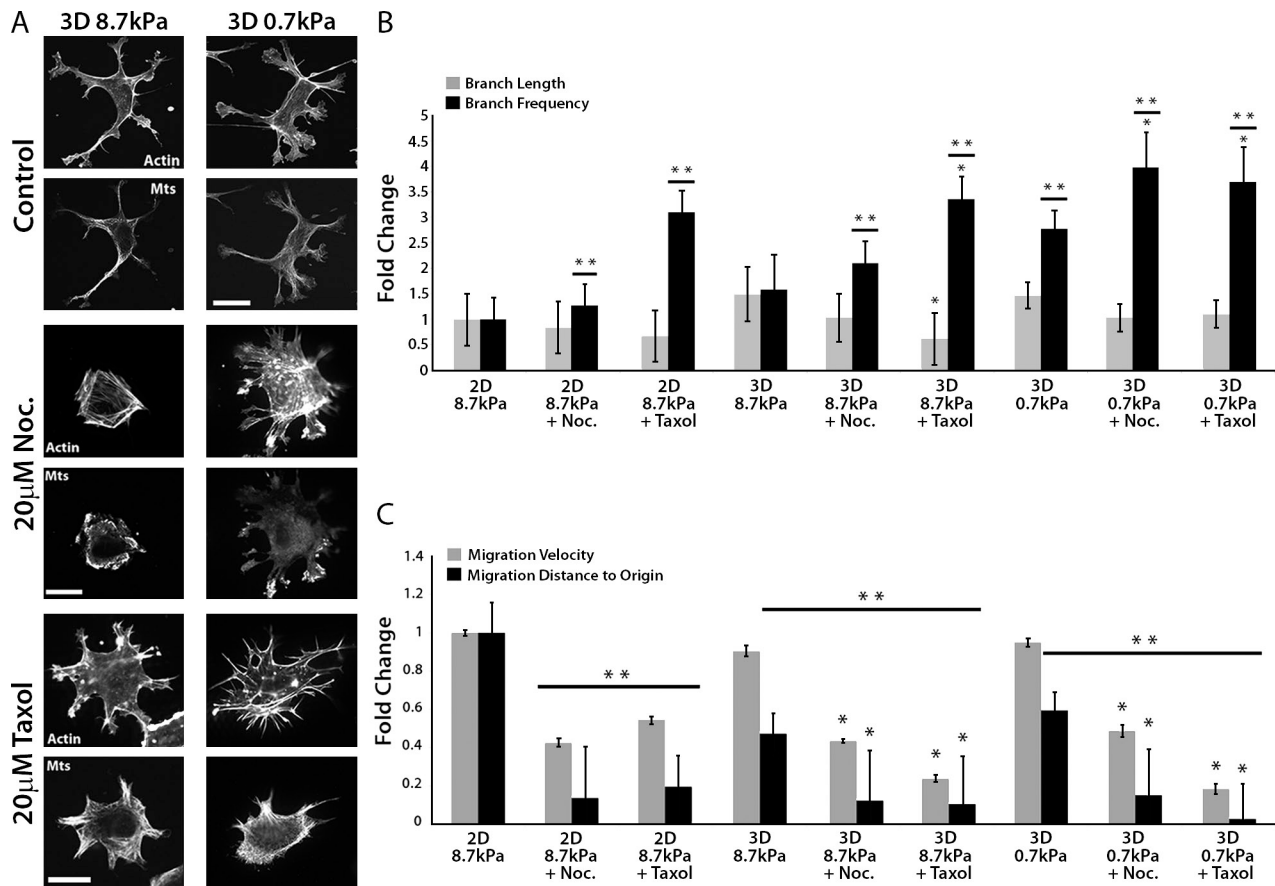 A
3D 8.7kPa
3D 0.7kPa
Control
Actin
Mts
20μM Noc.
Actin
Mts
20μM Taxol
Actin
Mts
B
Branch Length
Branch Frequency
Fold Change
5
4.5
4
3.5
3
2.5
2
1.5
1
0.5
0
* *
* *
* *
* *
*
*
* *
* *
*
* *
*
2D 8.7kPa
2D 8.7kPa + Noc.
2D 8.7kPa + Taxol
3D 8.7kPa
3D 8.7kPa + Noc.
3D 8.7kPa + Taxol
3D 0.7kPa
3D 0.7kPa + Noc.
3D 0.7kPa + Taxol
C
Migration Velocity
Migration Distance to Origin
Fold Change
1.4
1.2
1
0.8
0.6
0.4
0.2
0
* *
* *
* *
* *
* *
* *
* *
2D 8.7kPa
2D 8.7kPa + Noc.
2D 8.7kPa + Taxol
3D 8.7kPa
3D 8.7kPa + Noc.
3D 8.7kPa + Taxol
3D 0.7kPa
3D 0.7kPa + Noc.
3D 0.7kPa + Taxol